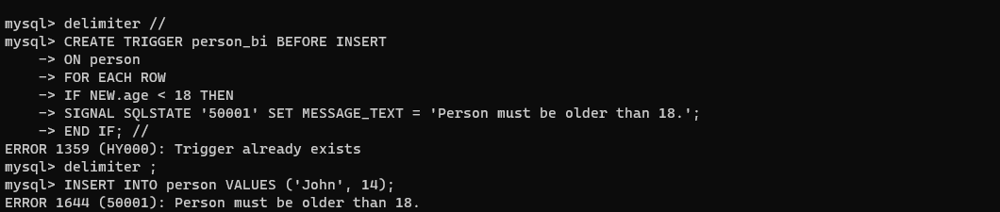 mysql> delimiter //
mysql> CREATE TRIGGER person_bi BEFORE INSERT
    -> ON person
    -> FOR EACH ROW
    -> IF NEW.age < 18 THEN
    -> SIGNAL SQLSTATE '50001' SET MESSAGE_TEXT = 'Person must be older than 18.';
    -> END IF; //
ERROR 1359 (HY000): Trigger already exists
mysql> delimiter ;
mysql> INSERT INTO person VALUES ('John', 14);
ERROR 1644 (50001): Person must be older than 18.